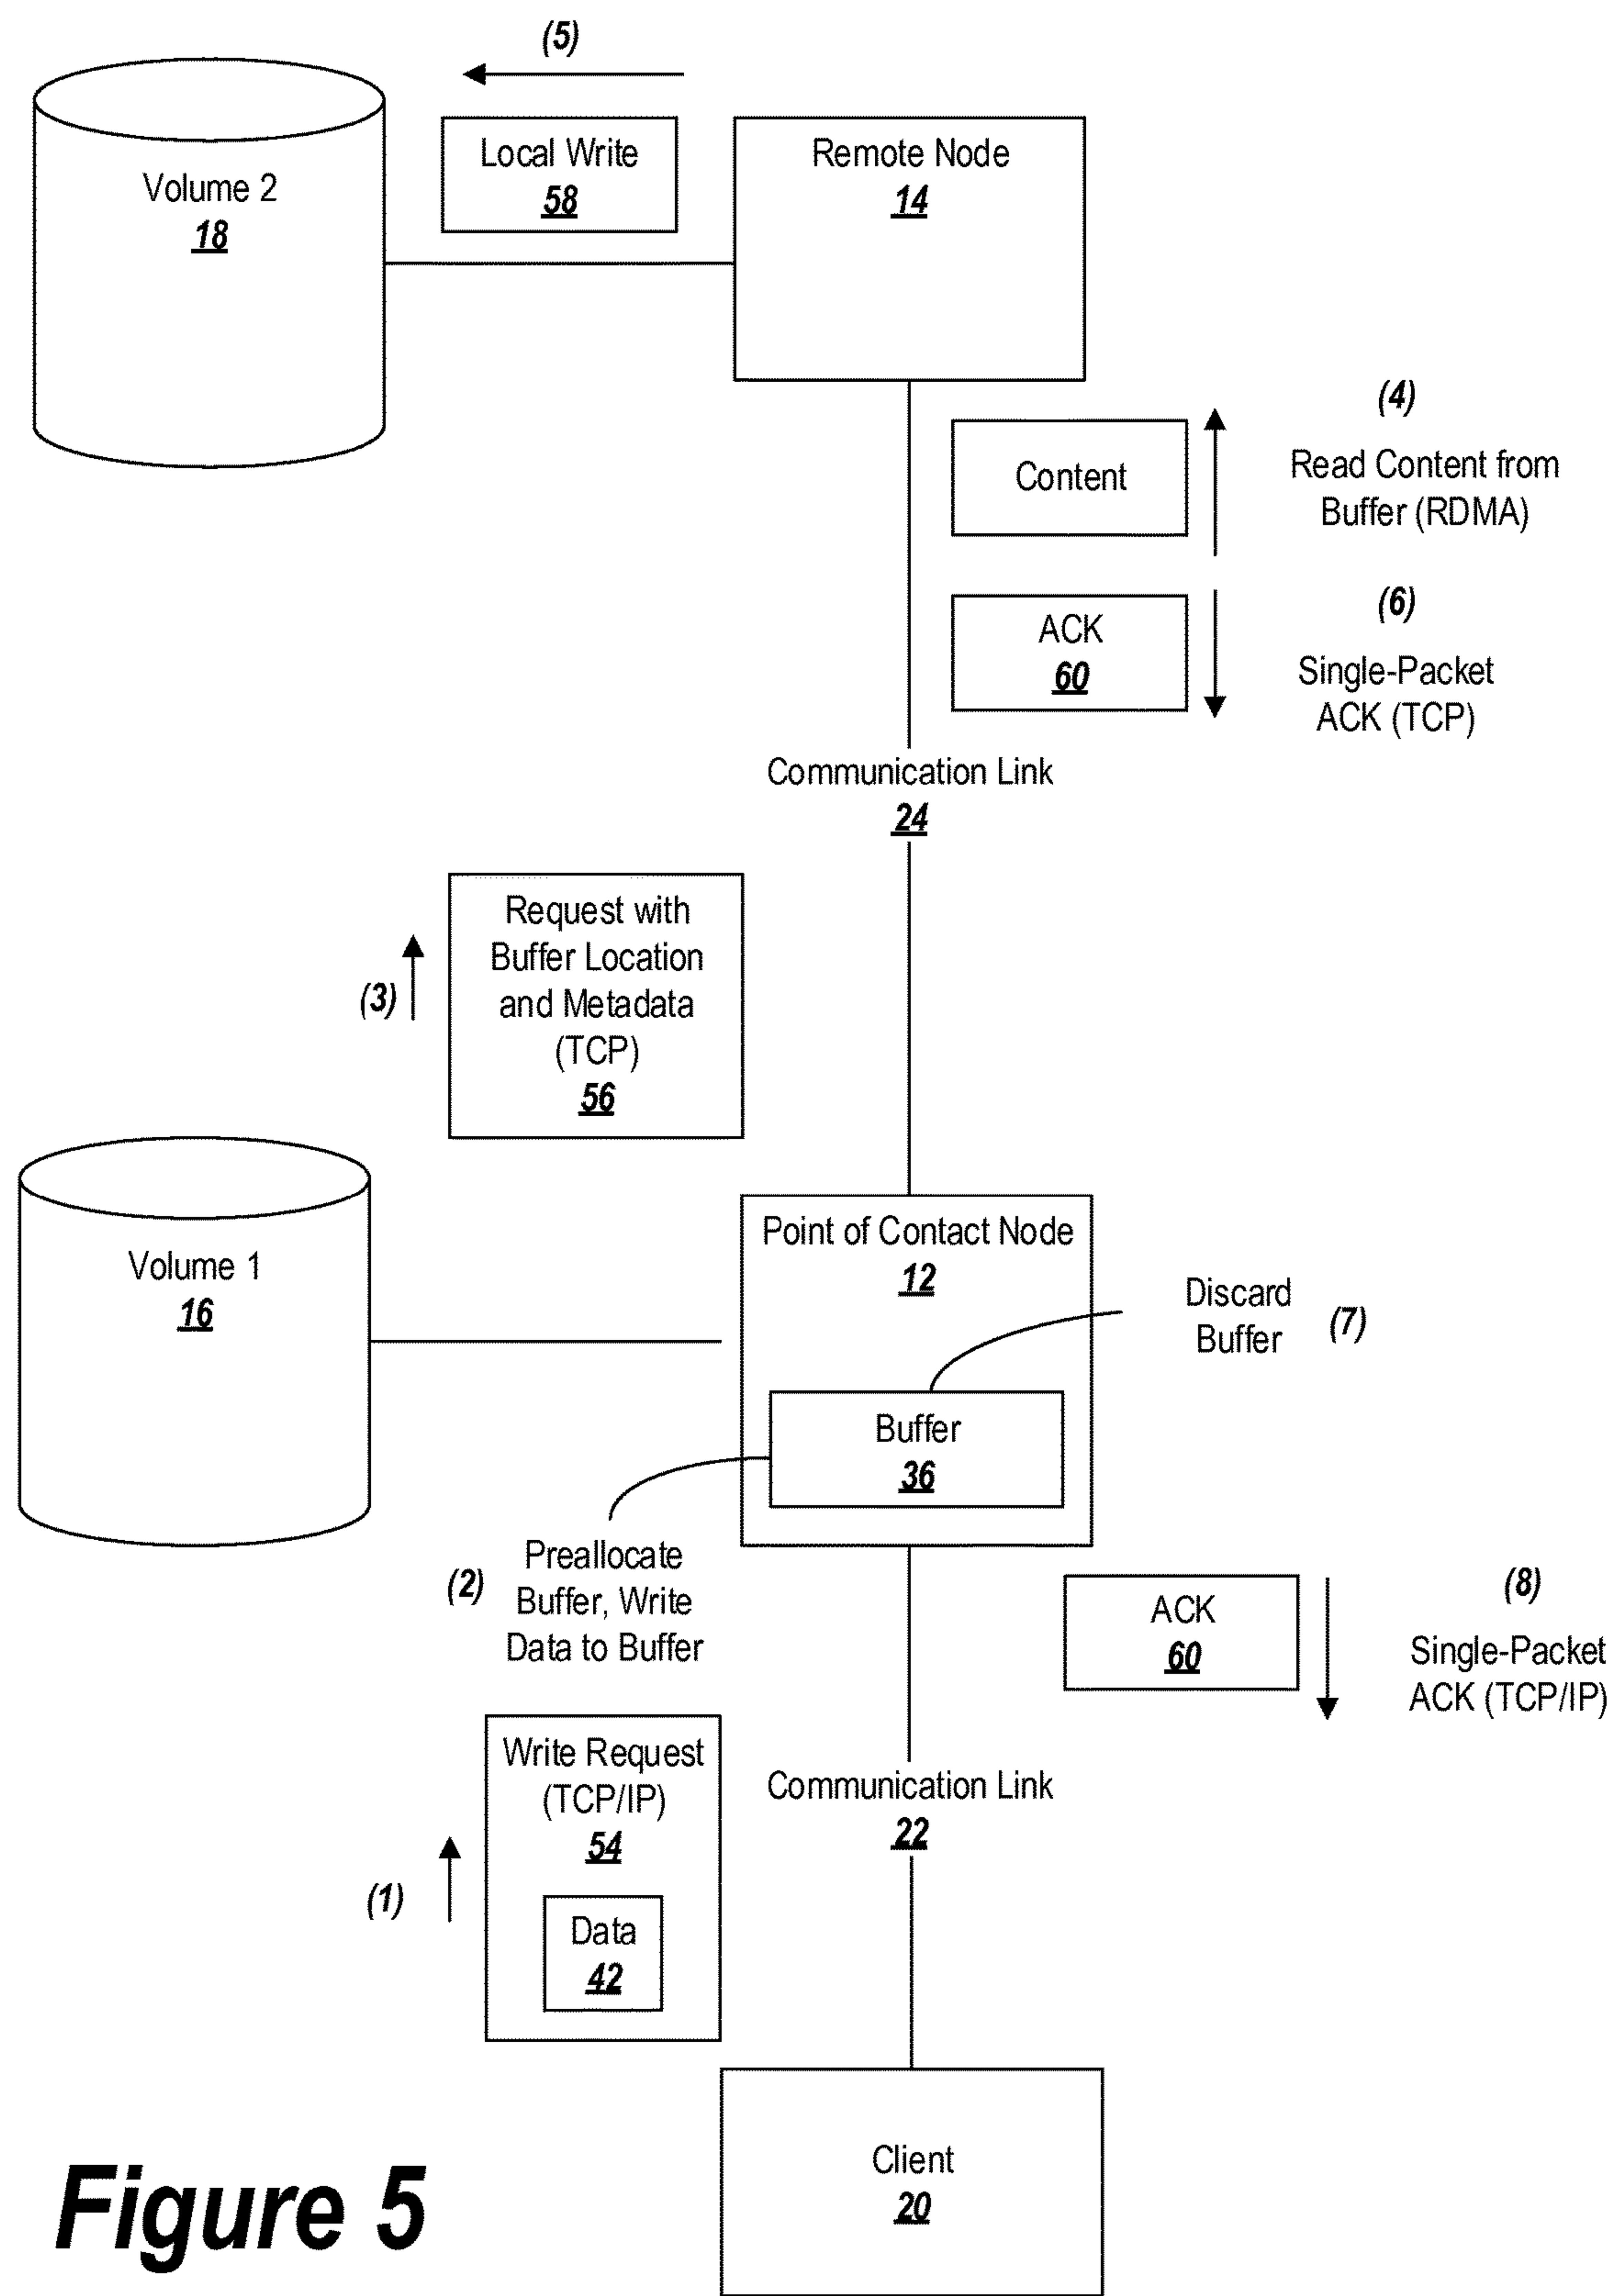 (5)
Local Write
58
Remote Node
14
Volume 2
18
(4)
Content
Read Content from
Buffer (RDMA)
(6)
ACK
60
Single-Packet
ACK (TCP)
Communication Link
24
(3)
Request with
Buffer Location
and Metadata
(TCP)
56
Volume 1
16
Point of Contact Node
12
Discard
Buffer
(7)
Buffer
36
(2)
Preallocate
Buffer, Write
Data to Buffer
ACK
60
(8)
Single-Packet
ACK (TCP/IP)
Write Request
(TCP/IP)
54
Communication Link
22
(1)
Data
42
Client
20
Figure 5